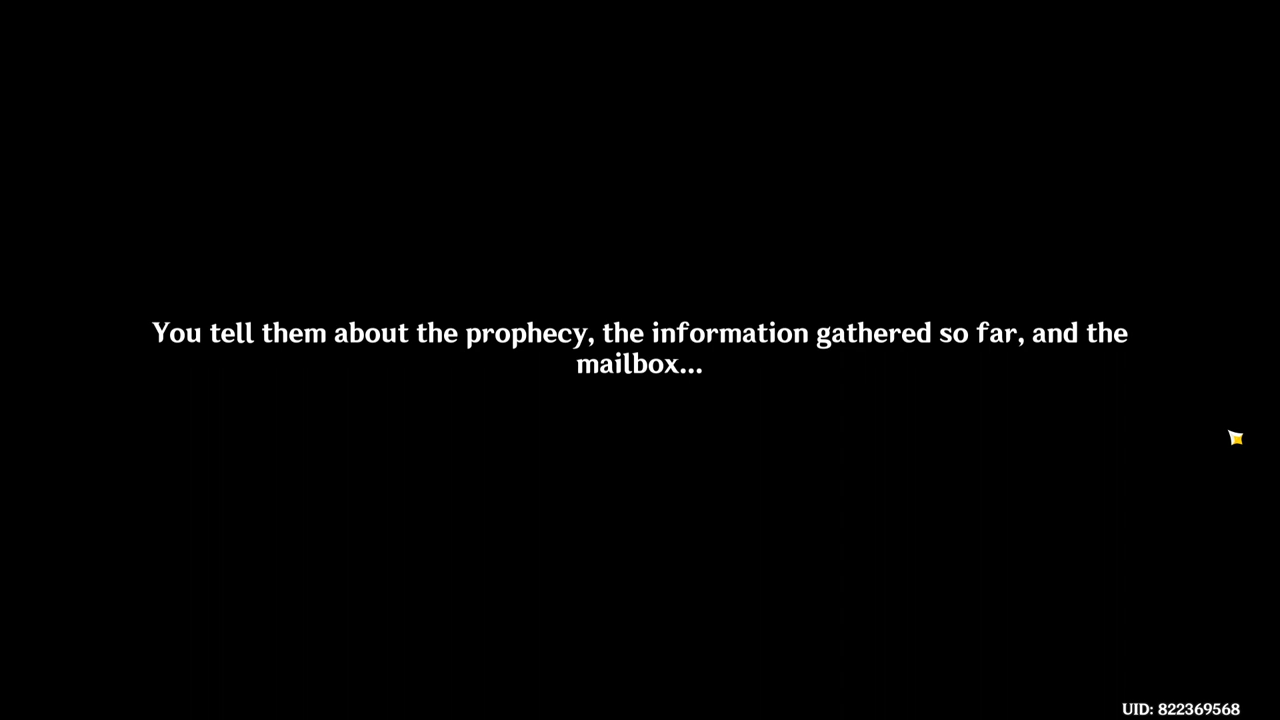 You tell them about the prophecy, the information gathered so far, and the
mailbox...
UID: 822369568